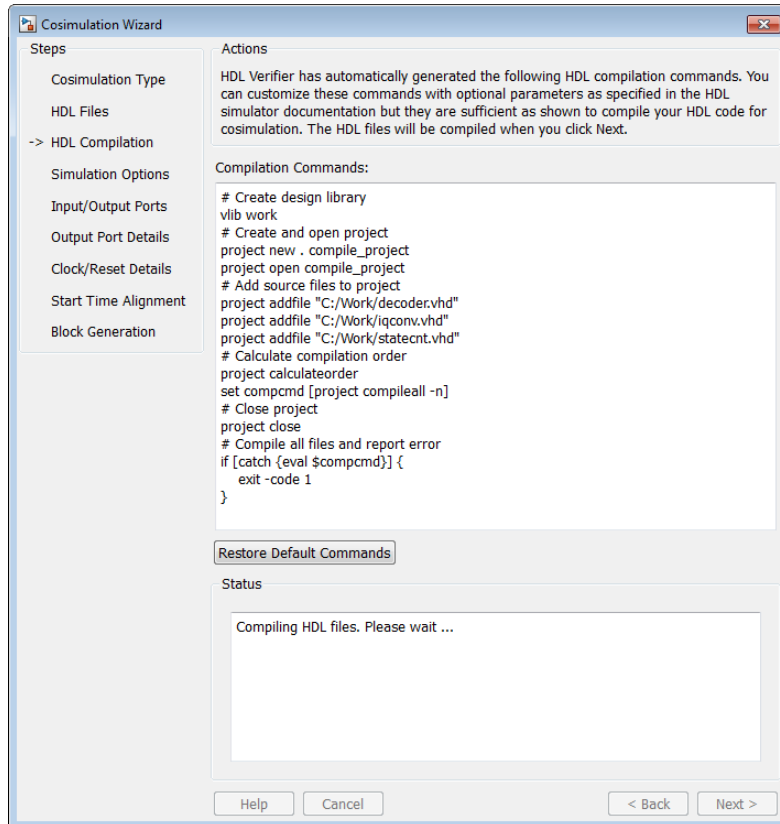 Cosimulation Wizard
Steps
Cosimulation Type
HDL Files
-> HDL Compilation
Simulation Options
Input/Output Ports
Output Port Details
Clock/Reset Details
Start Time Alignment
Block Generation
Actions
HDL Verifier has automatically generated the following HDL compilation commands. You
can customize these commands with optional parameters as specified in the HDL
simulator documentation but they are sufficient as shown to compile your HDL code for
cosimulation. The HDL files will be compiled when you click Next.
Compilation Commands:
# Create design library
vlib work
# Create and open project
project new . compile_project
project open compile_project
# Add source files to project
project addfile "C:/Work/decoder.vhd"
project addfile "C:/Work/iqconv.vhd"
project addfile "C:/Work/statecnt.vhd"
# Calculate compilation order
project calculateorder
set compcmd [project compileall -n]
# Close project
project close
# Compile all files and report error
if [catch {eval $compcmd}] {
exit -code 1
}
Restore Default Commands
Status
Compiling HDL files. Please wait ...
Help
Cancel
< Back
Next >